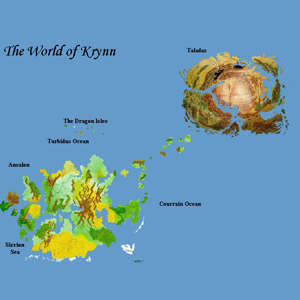 The World of Krynn
Taladas
The Dragon Isles
Turbidus Ocean
Ansalon
Courrain Ocean
Sirrion
Sea